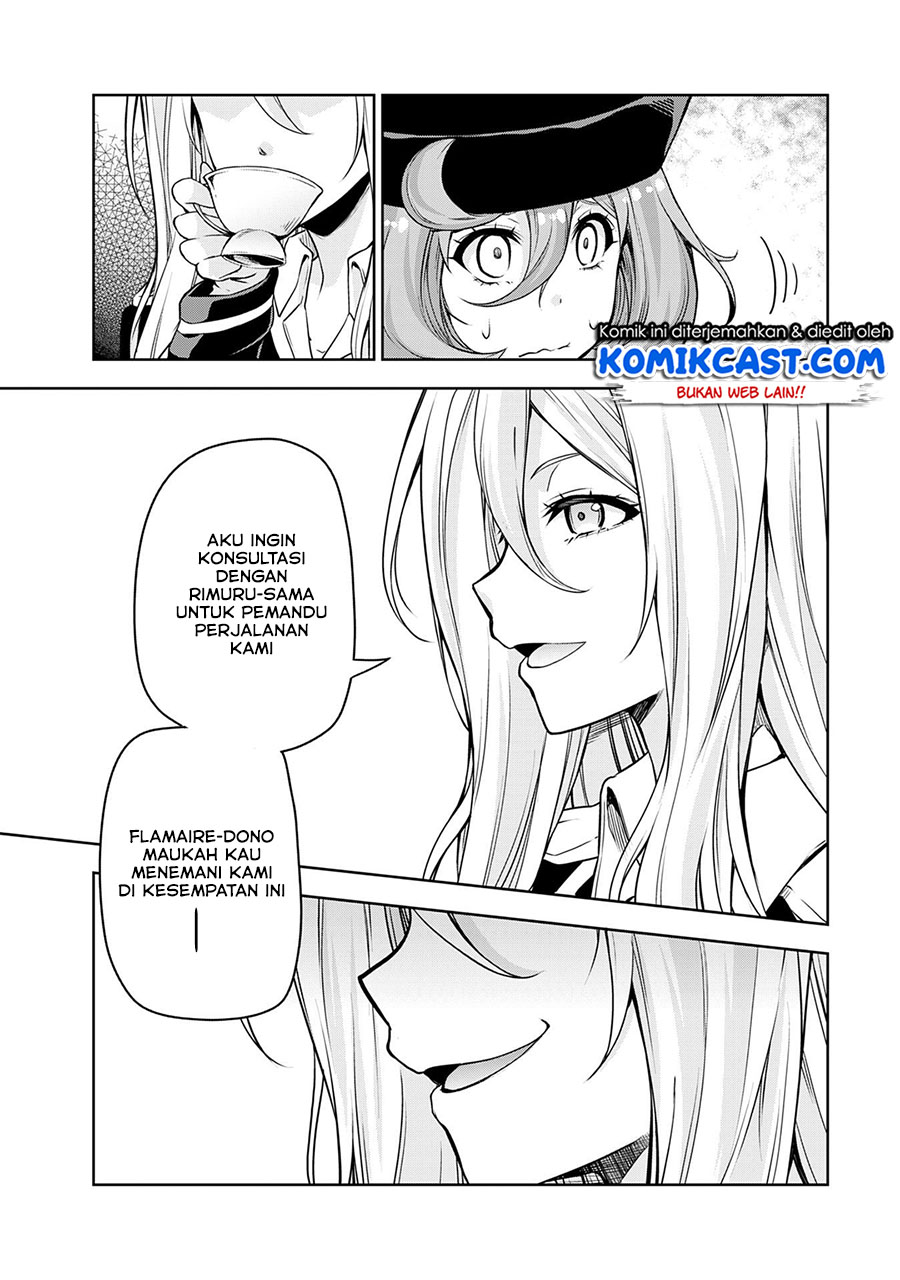 Komik ini diterjemahkan & diedit oleh
KOMIKCAST.COM
BUKAN WEB LAIN!!
AKU INGIN
KONSULTASI
DENGAN
RIMURU-SAMA
UNTUK PEMANDU
PERJALANAN
KAMI
FLAMAIRE-DONO
MAUKAH KAU
MENEMANI KAMI
DI KESEMPATAN INI
—